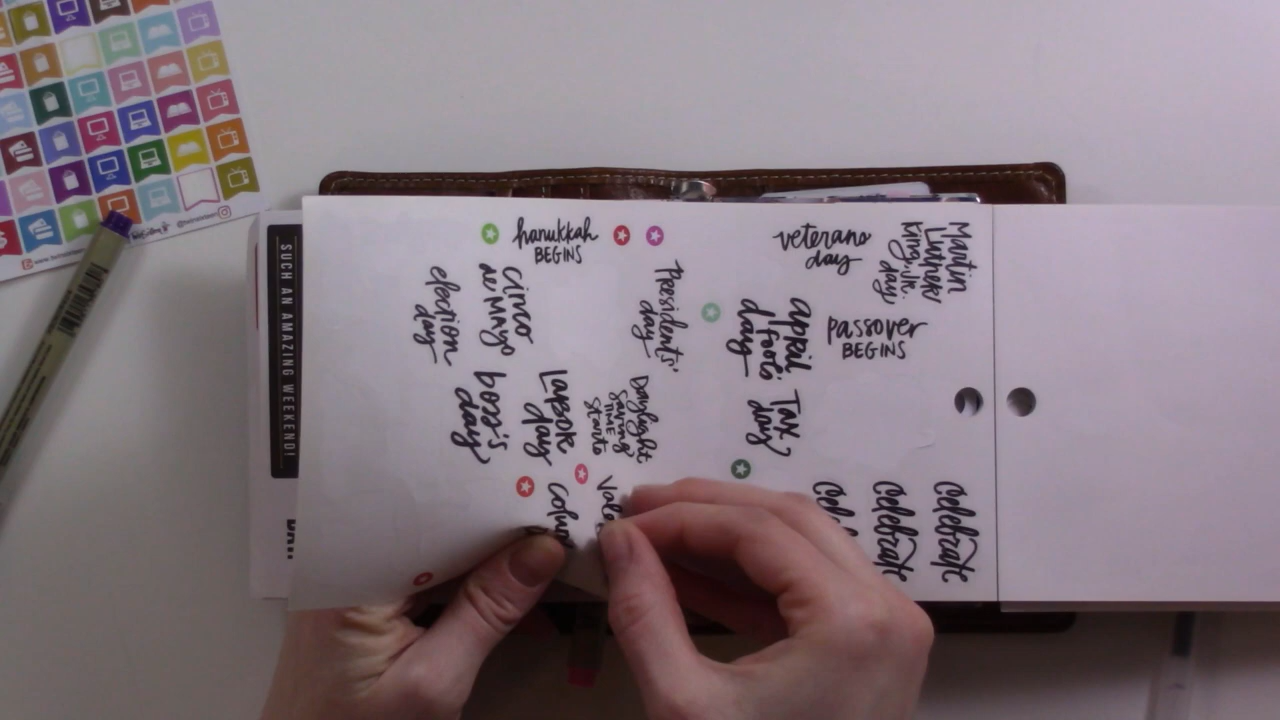 SUCH AN AMAZING WEEKEND!
hanukkah
BEGINS
veterans
day
Martin
Luther
king, Jr.
day
election
day
cinco
de Mayo
Presidents'
day
april
fools'
day
passover
BEGINS
boss's
day
Labor
day
Daylight
saving
TIME
starts
Tax
day
Celebrate
Celebrate